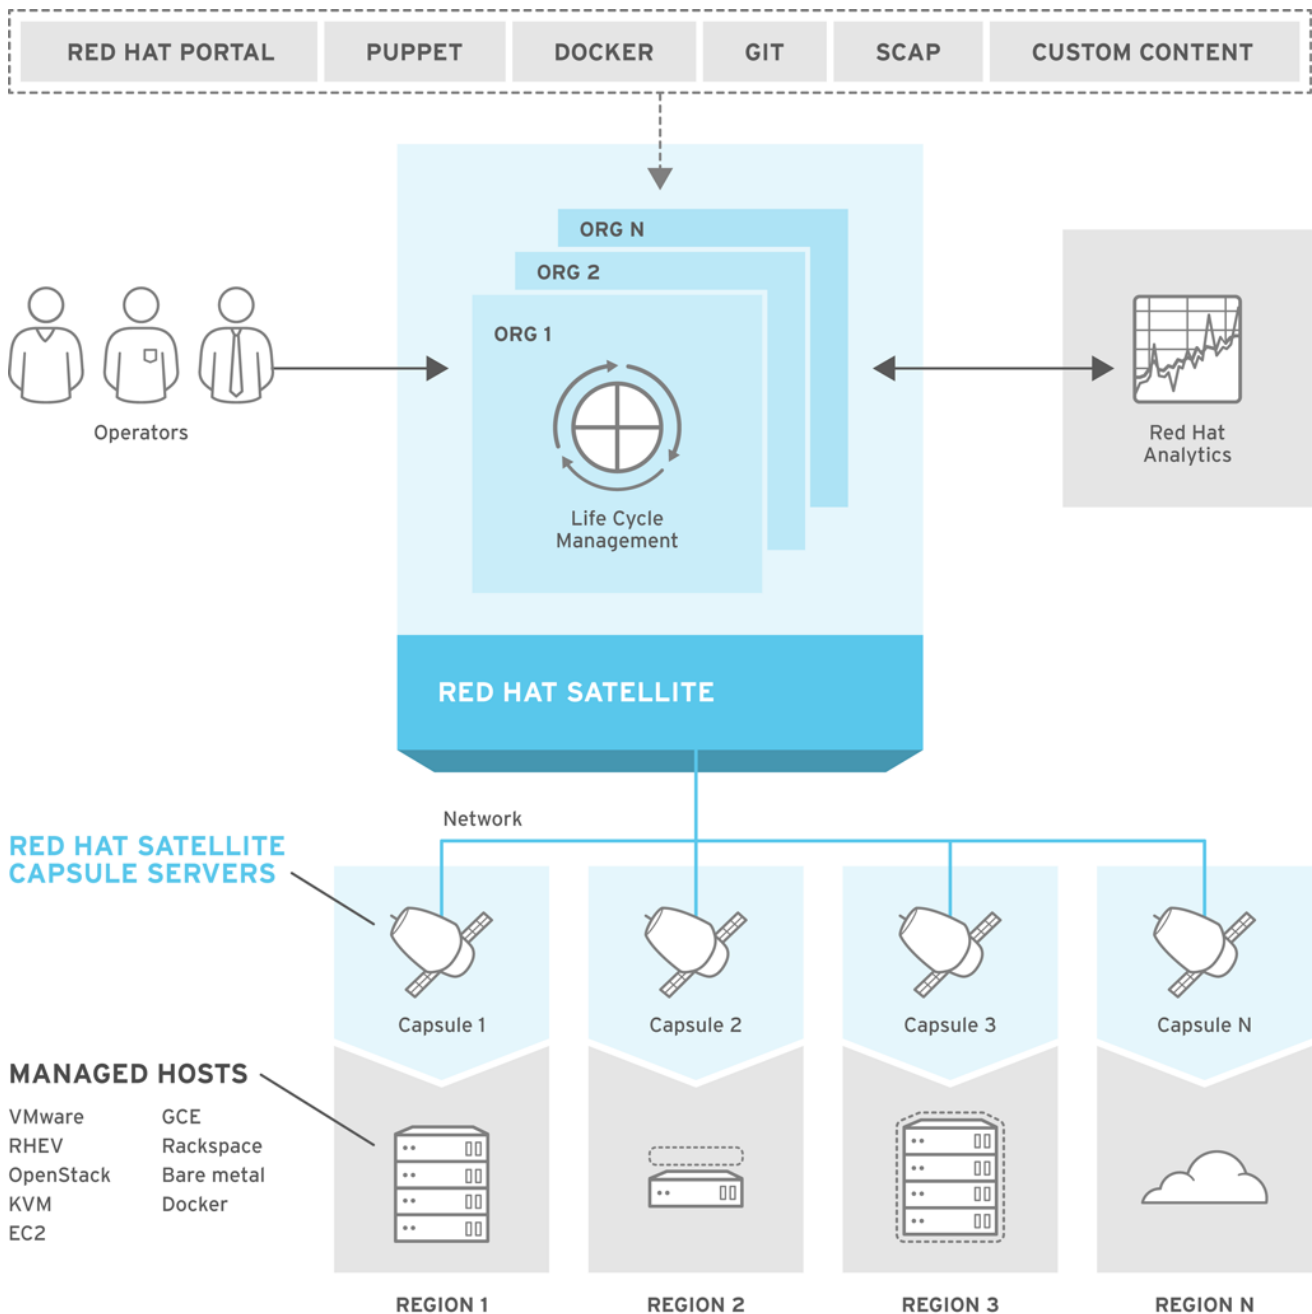 RED HAT PORTAL
PUPPET
DOCKER
GIT
SCAP
CUSTOM CONTENT
ORG N
ORG 2
ORG 1
Life Cycle
Management
Operators
Red Hat
Analytics
RED HAT SATELLITE
Network
RED HAT SATELLITE
CAPSULE SERVERS
Capsule 1
Capsule 2
Capsule 3
Capsule N
MANAGED HOSTS
VMware
RHEV
OpenStack
KVM
EC2
GCE
Rackspace
Bare metal
Docker
REGION 1
REGION 2
REGION 3
REGION N